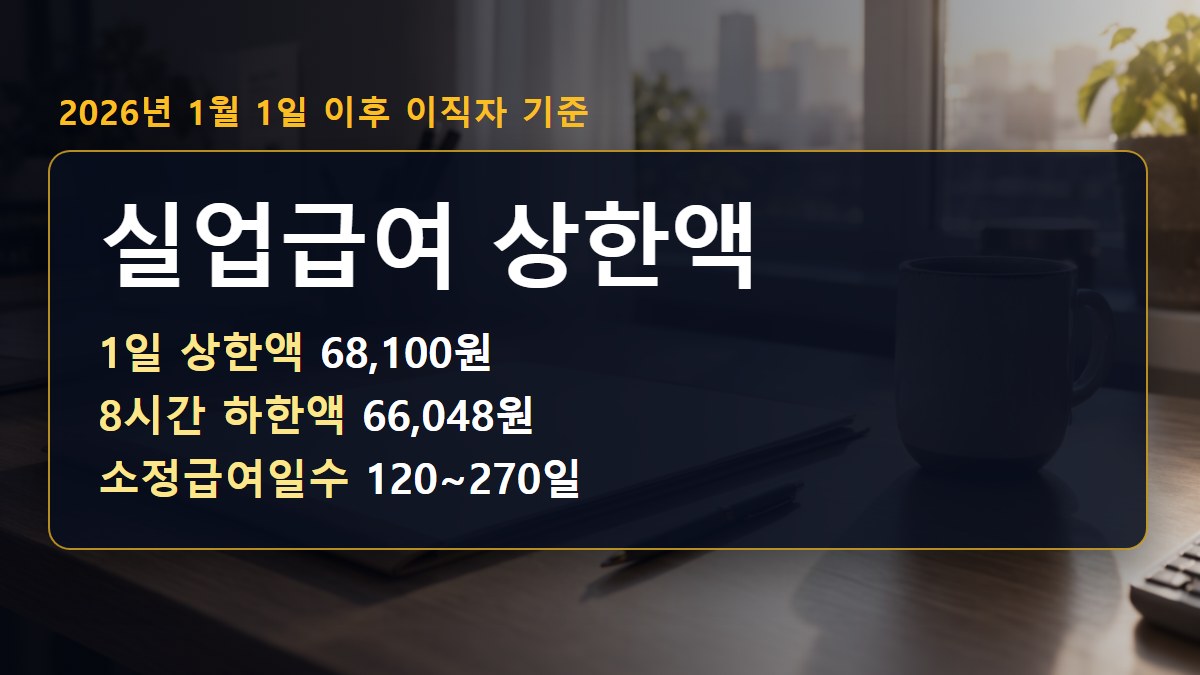 2026년 1월 1일 이후 이직자 기준
실업급여 상한액
1일 상한액 68,100원
8시간 하한액 66,048원
소정급여일수 120~270일